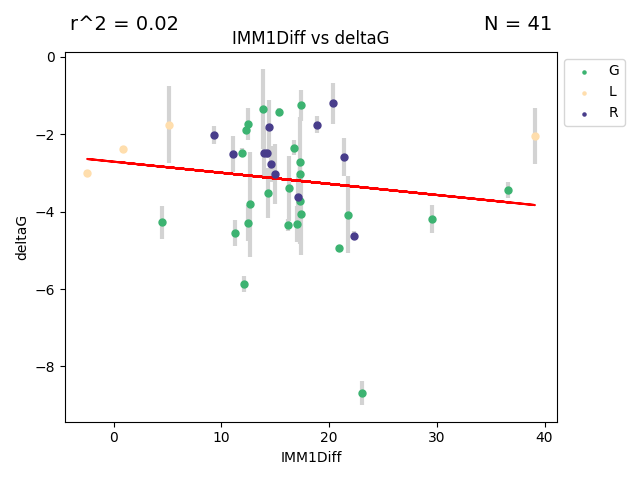 r^2 = 0.02
N = 41
IMM1Diff vs deltaG
0
−2
−4
−6
−8
deltaG
0 10 20 30 40
IMM1Diff
G
L
R